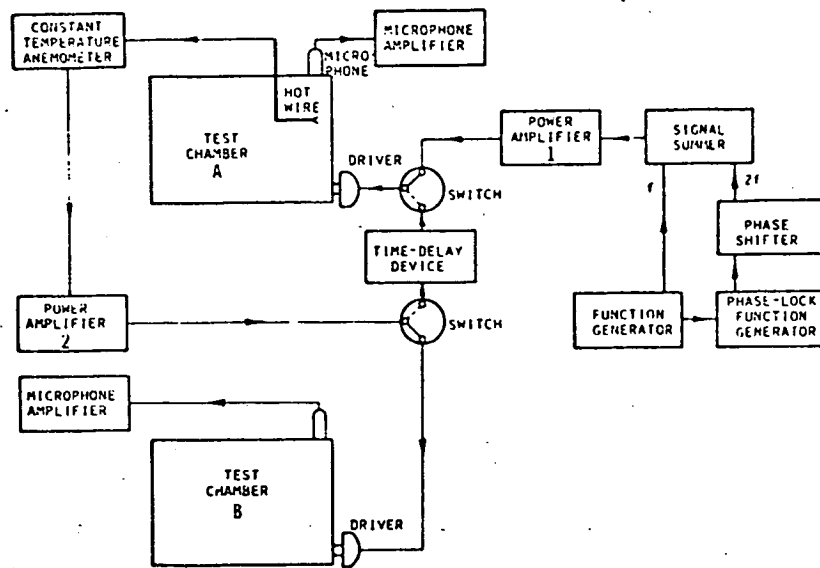 CONSTANT
TEMPERATURE
ANEMOMETER
MICRO
PHONE
MICROPHONE
AMPLIFIER
HOT
WIRE
TEST
CHAMBER
A
DRIVER
SWITCH
POWER
AMPLIFIER
1
SIGNAL
SUMMER
f
2f
PHASE
SHIFTER
TIME-DELAY
DEVICE
FUNCTION
GENERATOR
PHASE-LOCK
FUNCTION
GENERATOR
POWER
AMPLIFIER
2
SWITCH
MICROPHONE
AMPLIFIER
TEST
CHAMBER
B
DRIVER